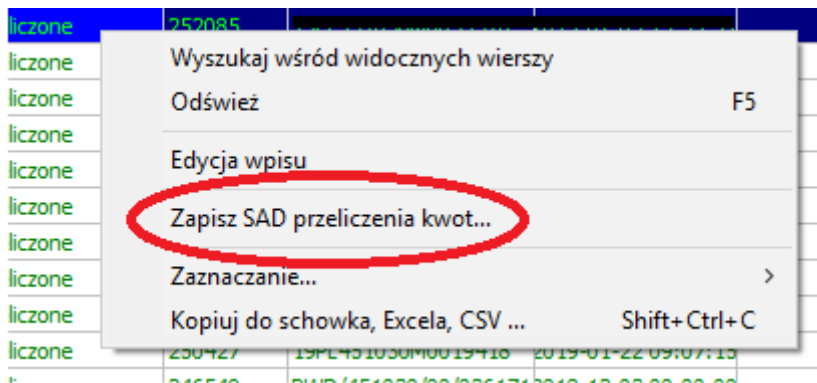 liczone 252085
liczone
Wyszukaj wśród widocznych wierszy
liczone
Odśwież F5
liczone
liczone
Edycja wpisu
liczone
Zapisz SAD przeliczenia kwot...
liczone
liczone
Zaznaczanie...
liczone
Kopiuj do schowka, Excela, CSV ... Shift+Ctrl+C
liczone 250427 19PL451030M0019418 2019-01-22 09:07:15